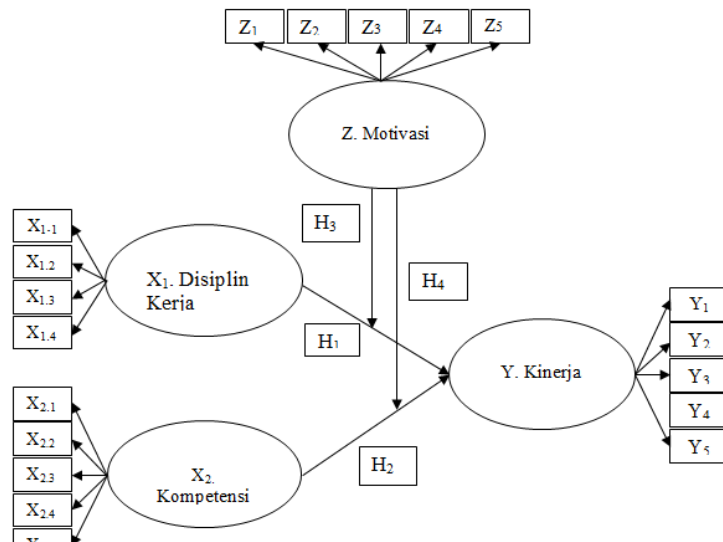 Z1 Z2 Z3 Z4 Z5
Z. Motivasi
H3
H4
X1-1
X1.2
X1.3
X1.4
X1. Disiplin
Kerja
H1
Y. Kinerja
Y1
Y2
Y3
Y4
Y5
X2.1
X2.2
X2.3
X2.4
X2.
Kompetensi
H2